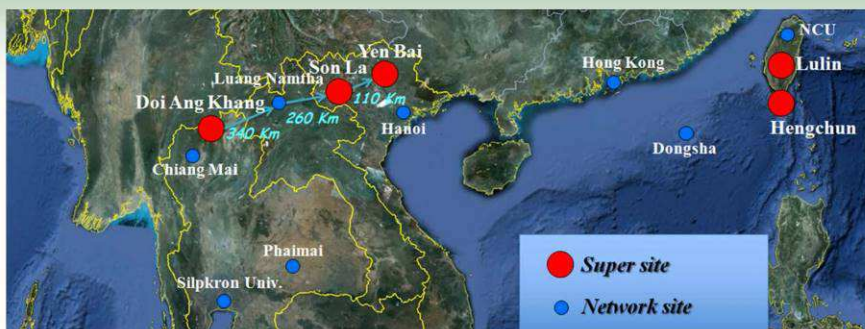 NCU
Yen Bai
Son La
Hong Kong
Lulin
Luang Namtha
Doi Ang Khang
110 Km
260 Km
340 Km
Hanoi
Hengchun
Dongsha
Chiang Mai
Phaimai
Silpkron Univ.
Super site
Network site